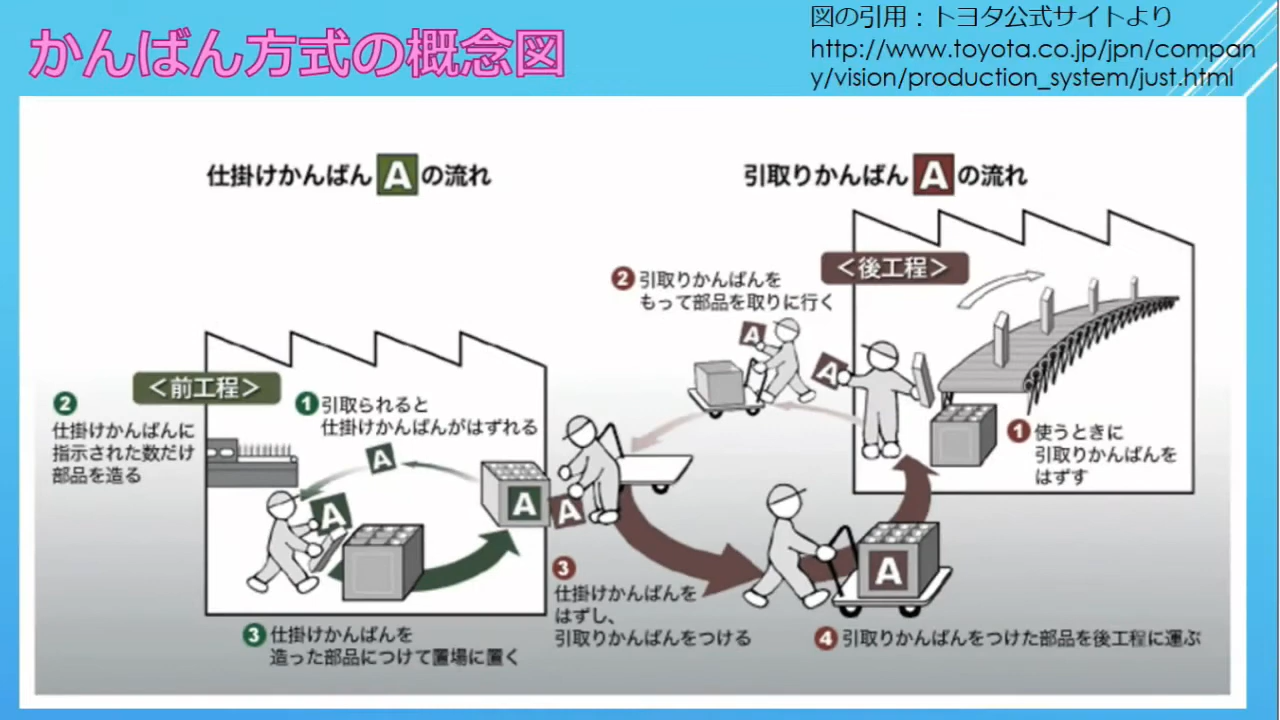 かんばん方式の概念図
図の引用：トヨタ公式サイトより
http://www.toyota.co.jp/jpn/compan
y/vision/production_system/just.html
仕掛けかんばん A の流れ
引取りかんばん A の流れ
＜前工程＞
❶ 引取られると
仕掛けかんばんがはずれる
❷
仕掛けかんばんに
指示された数だけ
部品を造る
❸ 仕掛けかんばんを
造った部品につけて置場に置く
A
A
A
A
＜後工程＞
❶ 使うときに
引取りかんばんを
はずす
❷ 引取りかんばんを
もって部品を取りに行く
A
A
❸
仕掛けかんばんを
はずし、
引取りかんばんをつける
❹ 引取りかんばんをつけた部品を後工程に運ぶ
A